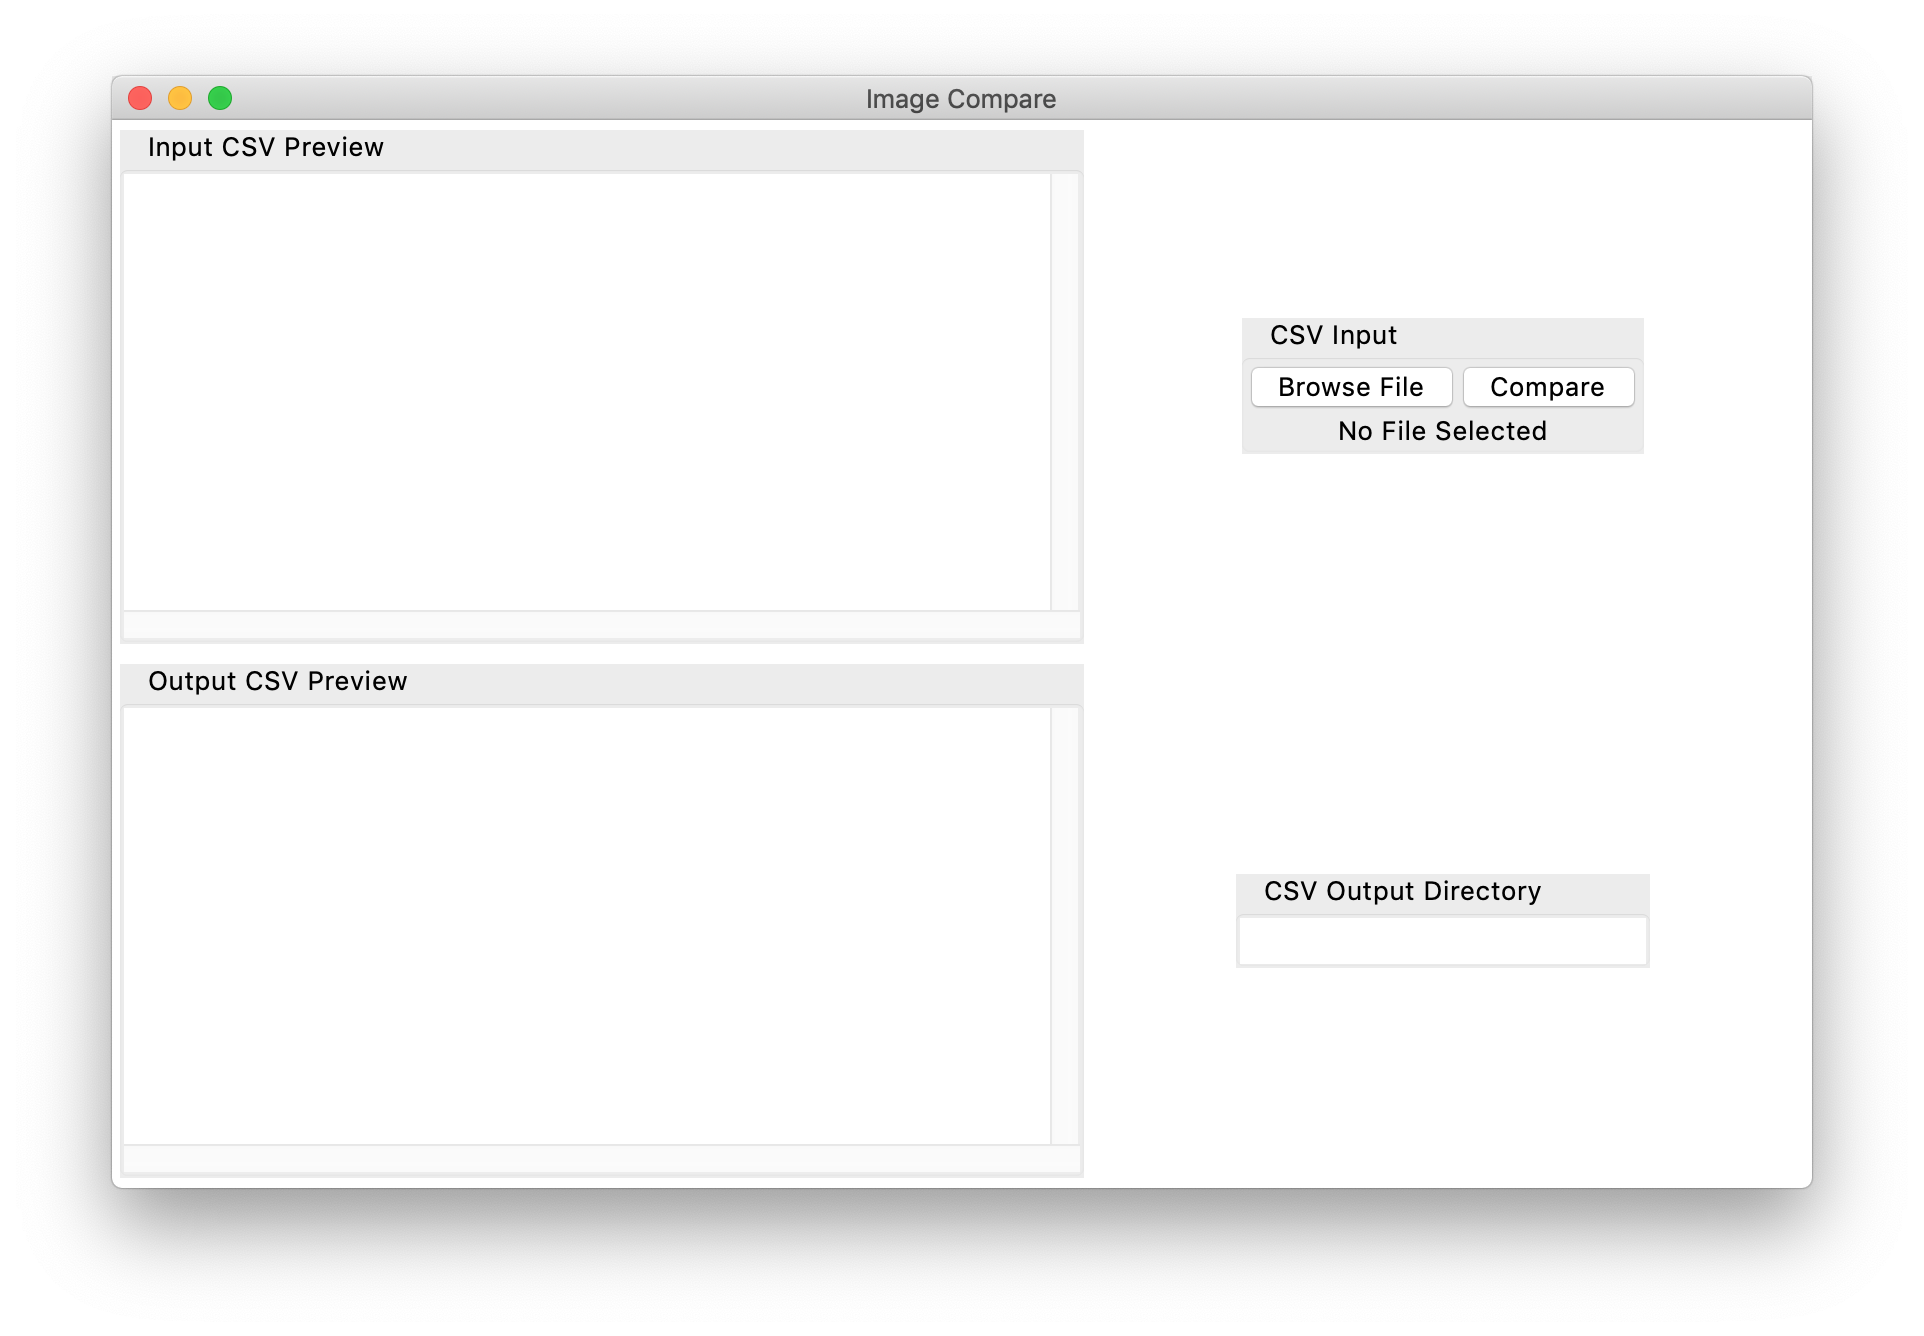 Image Compare
Input CSV Preview
CSV Input
Browse File
Compare
No File Selected
Output CSV Preview
CSV Output Directory